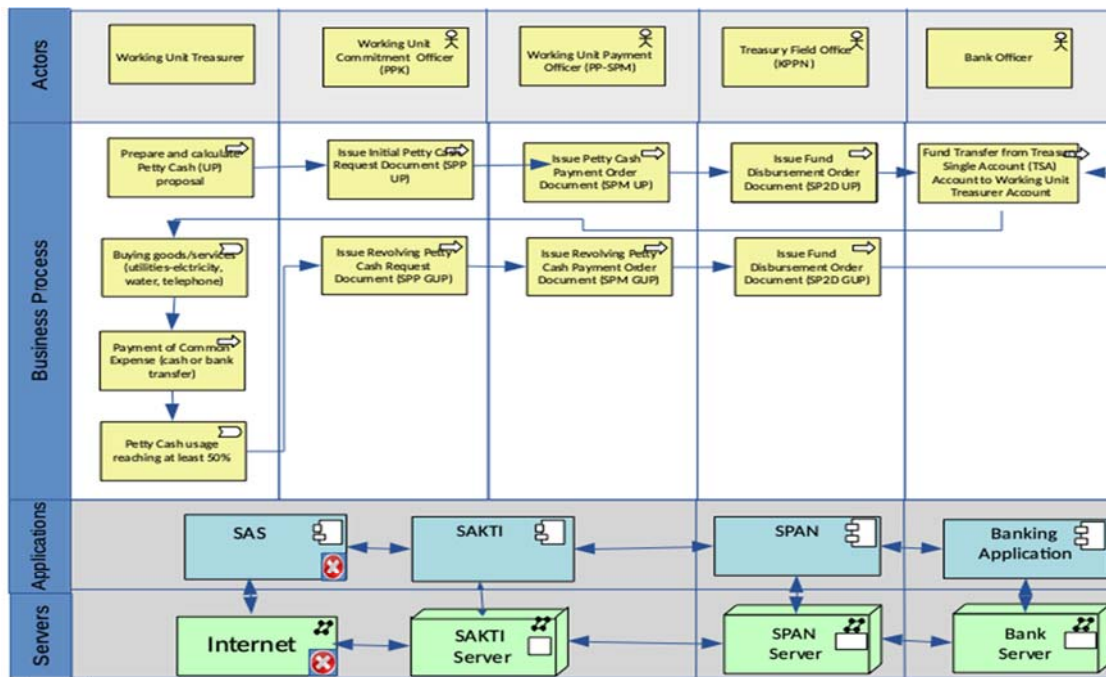 Actors
Working Unit Treasurer
Working Unit
Commitment Officer
(PPK)
Working Unit Payment
Officer (PP-SPM)
Treasury Field Office
(KPPN )
Bank Officer
Business Process
Prepare and calculate
Petty Cash (UP)
proposal
Issue Initial Petty Cash
Request Document (SPP
UP)
Issue Petty Cash
Payment Order
Document (SPM UP)
Issue Fund
Disbursement Order
Document (SP2D UP)
Fund Transfer from Treasury
Single Account (TSA)
Account to Working Unit
Treasurer Account
Buying goods/services
(utilities-elctricity,
water, telephone)
Issue Revolving Petty
Cash Request
Document (SPP GUP)
Issue Revolving Petty
Cash Payment Order
Document (SPM GUP)
Issue Fund
Disbursement Order
Document (SP2D GUP)
Payment of Common
Expense (cash or bank
transfer)
Petty Cash usage
reaching at least 50%
Applications
SAS
SAKTI
SPAN
Banking
Application
Servers
Internet
SAKTI
Server
SPAN
Server
Bank
Server